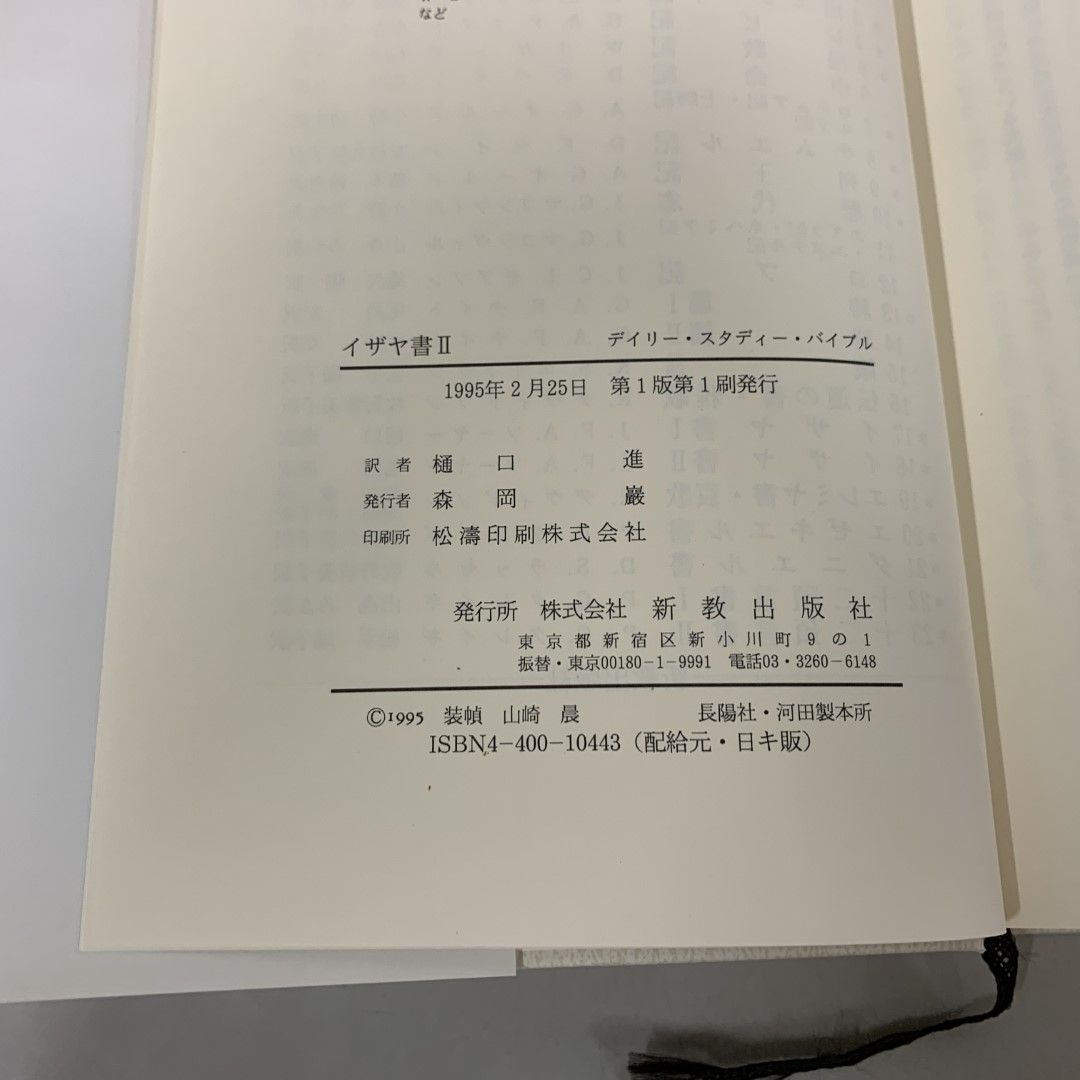 など
イザヤ書Ⅱ デイリー・スタディー・バイブル
1995年2月25日 第1版第1刷発行
訳者 樋口進
発行者 森岡巖
印刷所 松濤印刷株式会社
発行所 株式会社 新教出版社
東京都新宿区新小川町9の1
振替・東京00180-1-9991 電話03・3260-6148
©1995 装幀 山崎 晨 長陽社・河田製本所
ISBN4-400-10443(配給元・日キ販)